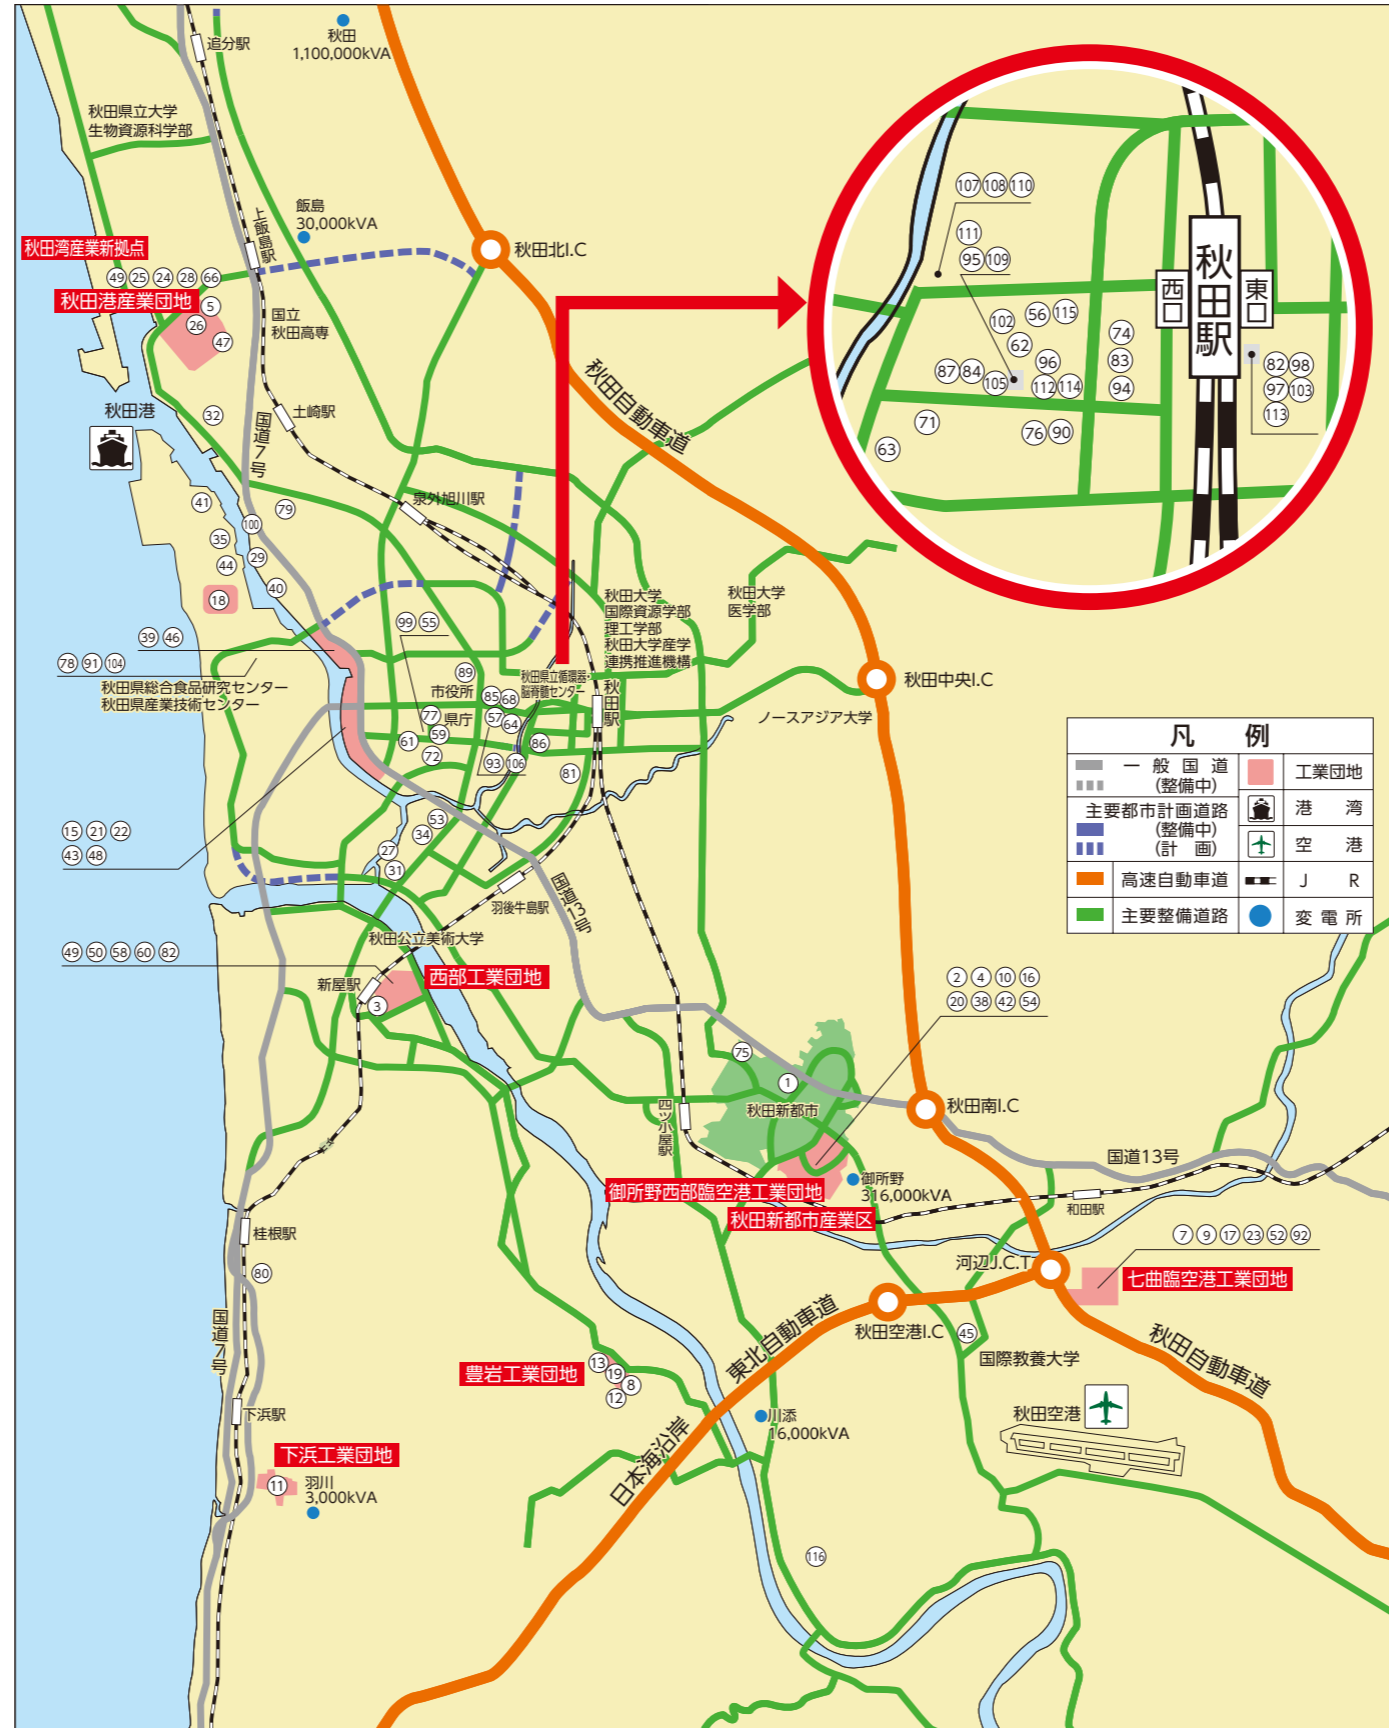 追分駅
秋田
1,100,000kVA
秋田県立大学
生物資源科学部
飯島
30,000kVA
上飯島駅
秋田北I.C
秋田湾産業新拠点
49 25 24 28 66
秋田港産業団地
5
26
47
国立
秋田高専
秋田港
32
国道7号
土崎駅
秋田自動車道
泉外旭川駅
41
79
100
35
29
44
40
18
39 46
78 91 104
秋田県総合食品研究センター
秋田県産業技術センター
99 55
89
市役所
秋田県立循環器・
脳脊髄センター
85 68
77 県庁
57 64
59
61
72
86
93 106
81
秋田駅
秋田大学
国際資源学部
理工学部
秋田大学産学
連携推進機構
秋田大学
医学部
秋田中央I.C
ノースアジア大学
15 21 22
43 48
53
34
27
31
羽後牛島駅
国道13号
秋田公立美術大学
49 50 58 60 82
新屋駅
西部工業団地
3
2 4 10 16
20 38 42 54
75
1
秋田新都市
四ツ小屋駅
秋田南I.C
国道13号
御所野
316,000kVA
御所野西部臨空港工業団地
秋田新都市産業区
和田駅
桂根駅
80
7 9 17 23 52 92
河辺J.C.T
七曲臨空港工業団地
秋田空港I.C
45
国際教養大学
秋田自動車道
国道7号
東北自動車道
日本海沿岸
豊岩工業団地
13
19
8
12
下浜駅
川添
16,000kVA
秋田空港
下浜工業団地
11
羽川
3,000kVA
116
107 108 110
111
95 109
102
56 115
62
74
83
94
96
87 84
105
112 114
71
76 90
63
西口
秋田駅
東口
82 98
97 103
113
凡 例
一般国道
(整備中)
主要都市計画道路
(整備中)
(計 画)
高速自動車道
主要整備道路
工業団地
港 湾
空 港
J R
変電所